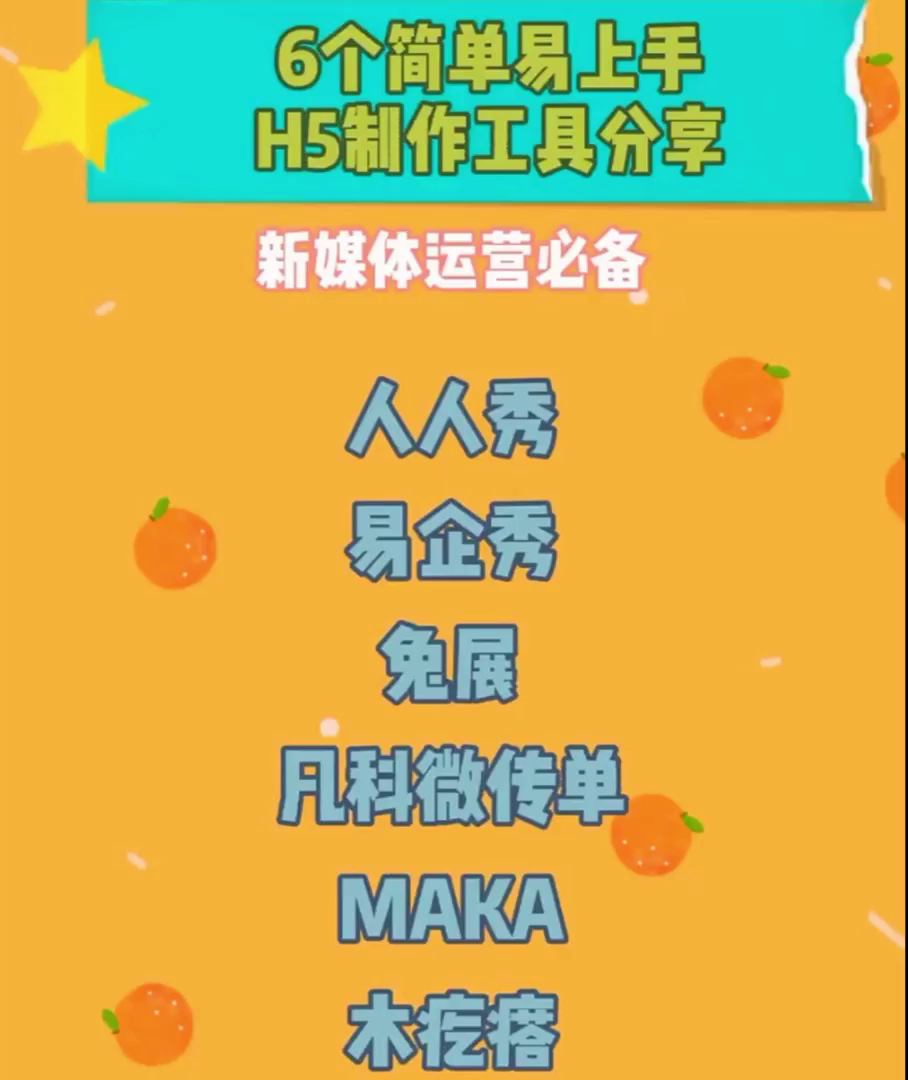 6个简单易上手
H5制作工具分享
新媒体运营必备
人人秀
易企秀
兔展
凡科微传单
MAKA
木疙瘩